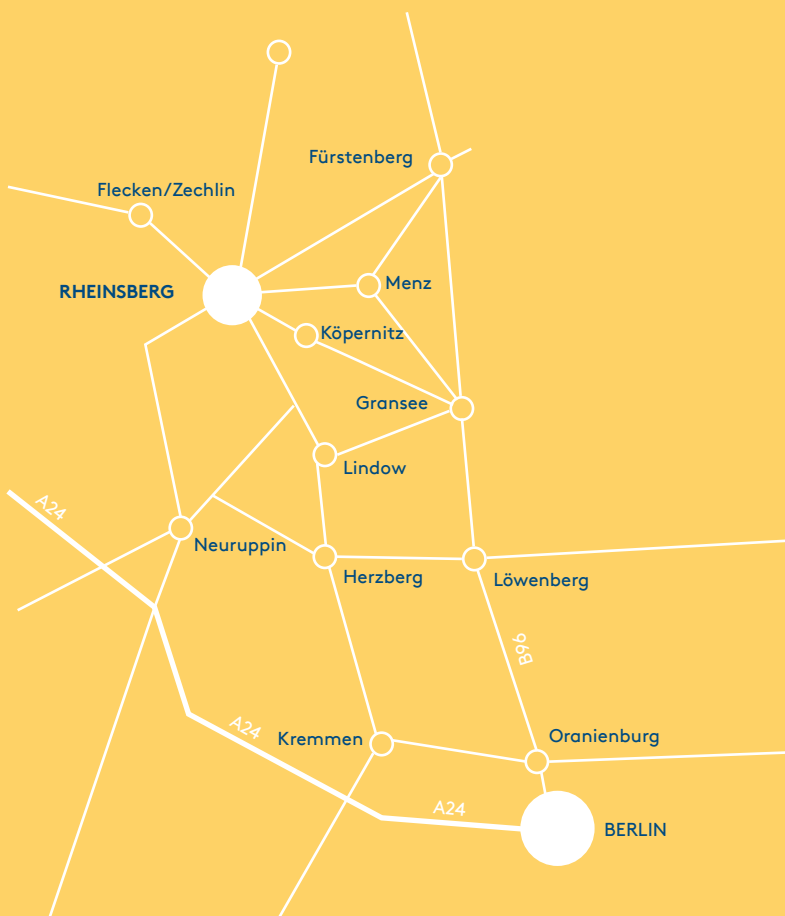 Fürstenberg
Flecken/Zechlin
Menz
RHEINSBERG
Köpernitz
Gransee
Lindow
A24
Neuruppin
Herzberg
Löwenberg
B96
A24
Kremmen
Oranienburg
A24
BERLIN